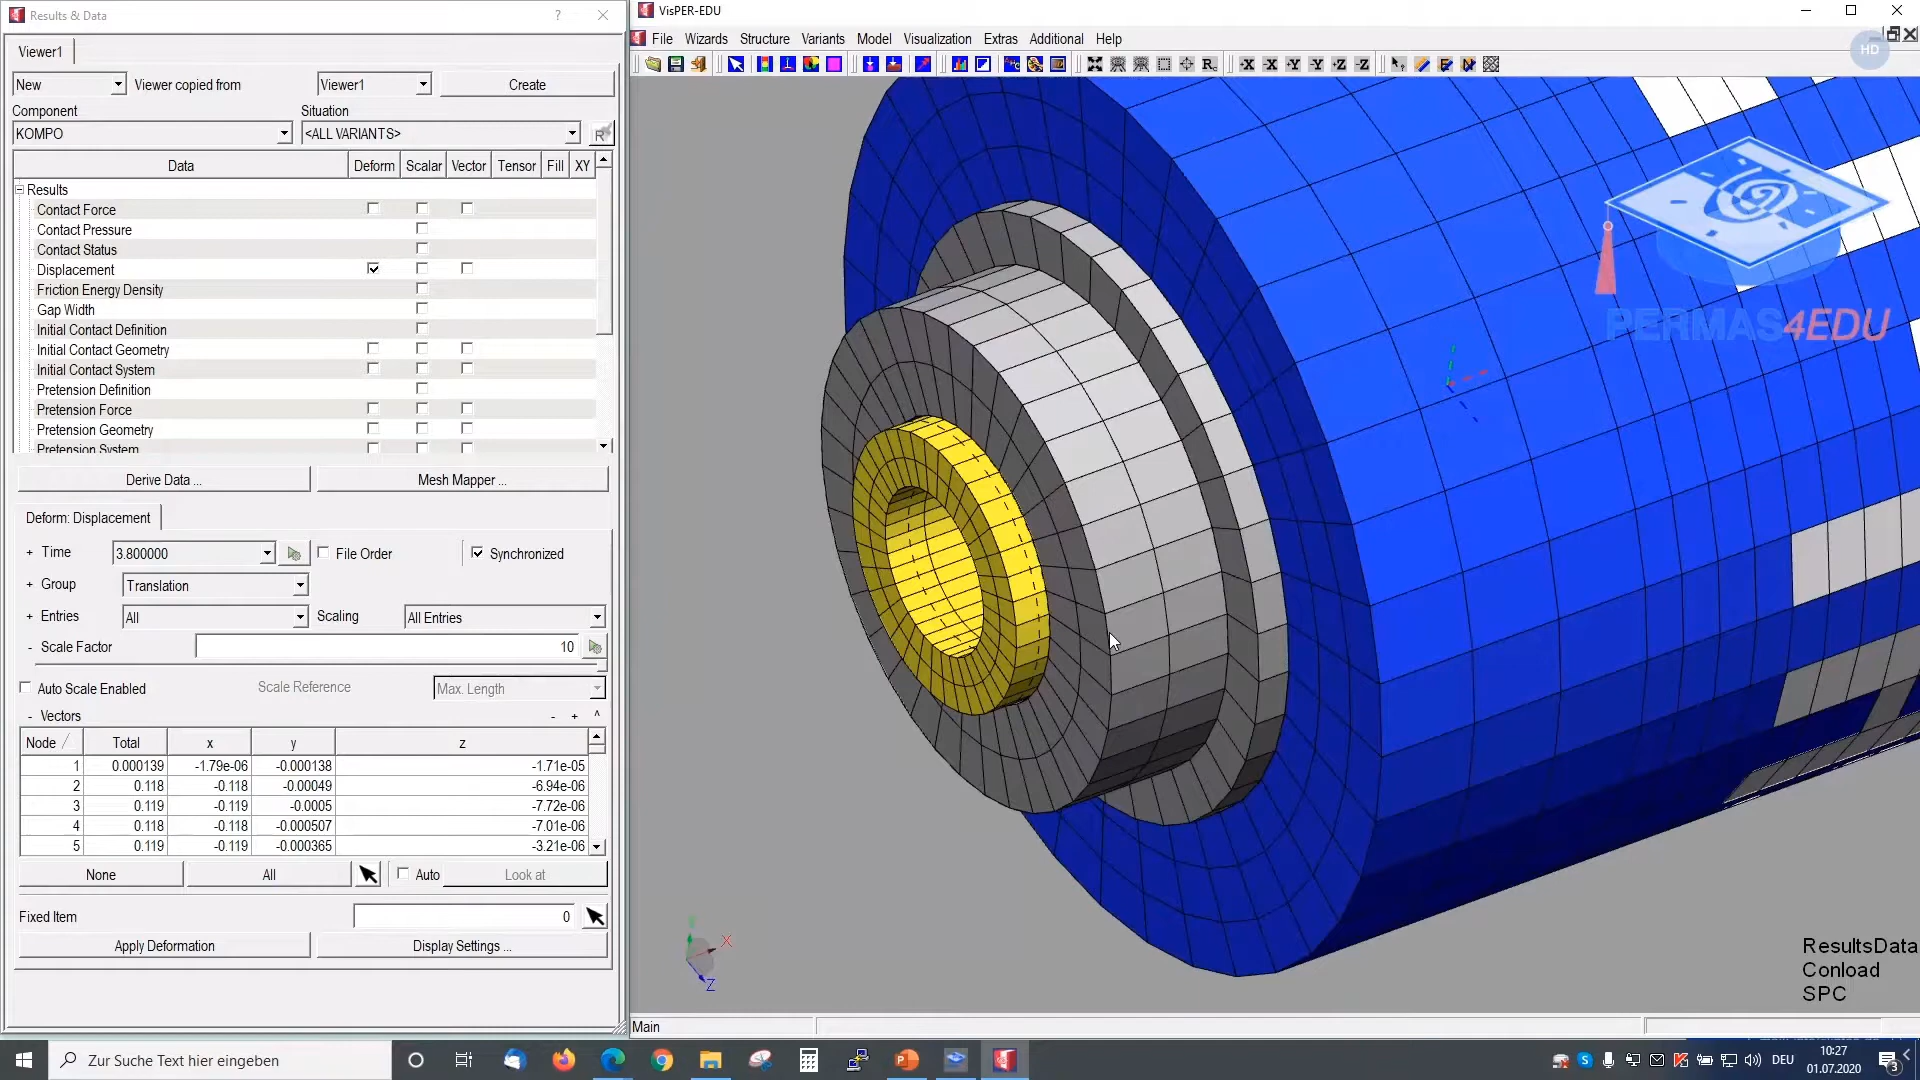 Results & Data
?
VisPER-EDU
Viewer1
File Wizards Structure Variants Model Visualization Extras Additional Help
HD
New Viewer copied from Viewer1 Create
Component Situation
KOMPO <ALL VARIANTS>
Data Deform Scalar Vector Tensor Fill XY
Results
Contact Force
Contact Pressure
Contact Status
Displacement
Friction Energy Density
Gap Width
Initial Contact Definition
Initial Contact Geometry
Initial Contact System
Pretension Definition
Pretension Force
Pretension Geometry
Pretension System
PERMAS4EDU
Derive Data ... Mesh Mapper ...
Deform: Displacement
+ Time 3.800000 File Order Synchronized
+ Group Translation
+ Entries All Scaling All Entries
- Scale Factor 10
Auto Scale Enabled Scale Reference Max. Length
- Vectors - + ^
Node Total x y z
1 0.000139 -1.79e-06 -0.000138 -1.71e-05
2 0.118 -0.118 -0.00049 -6.94e-06
3 0.119 -0.119 -0.0005 -7.72e-06
4 0.118 -0.118 -0.000507 -7.01e-06
5 0.119 -0.119 -0.000365 -3.21e-06
None All Auto Look at
Fixed Item 0
Apply Deformation Display Settings ...
X
Z
ResultsData
Conload
SPC
Main
Zur Suche Text hier eingeben
DEU
10:27
01.07.2020
3